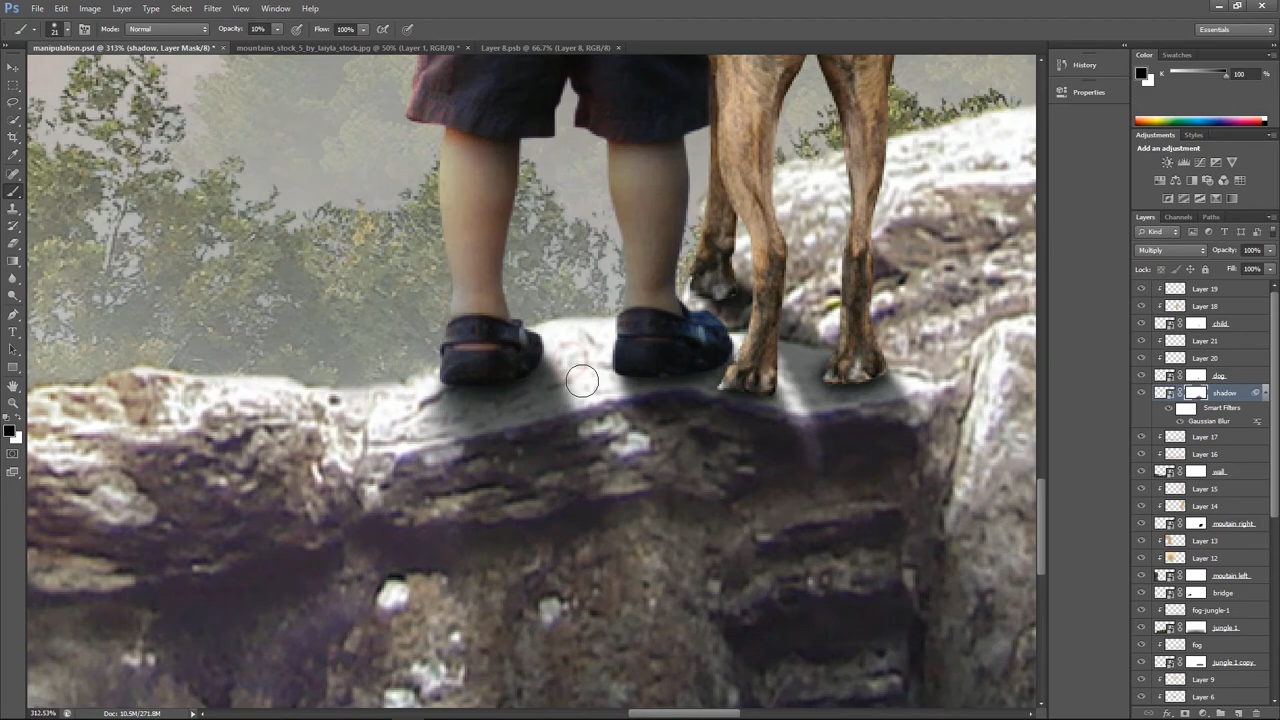 Ps File Edit Image Layer Type Select Filter View Window Help
21 Mode: Normal Opacity: 10% Flow: 100% Essentials
manipulation.psd @ 313% (shadow, Layer Mask/8) * × mountains_stock_5_by_laiyla_stock.jpg @ 50% (Layer 1, RGB/8) * × Layer 8.psb @ 66.7% (Layer 8, RGB/8) ×
History
Properties
Color Swatches
K 100 %
Adjustments Styles
Add an adjustment
Layers Channels Paths
Kind
Multiply Opacity: 100%
Lock: Fill: 100%
Layer 19
Layer 18
child
Layer 21
Layer 20
dog
shadow
Smart Filters
Gaussian Blur
Layer 17
Layer 16
wall
Layer 15
Layer 14
moutain right
Layer 13
Layer 12
moutain left
bridge
fog-jungle-1
jungle 1
fog
jungle 1 copy
Layer 9
Layer 6
fx
312.53% Doc: 10.5M/271.8M